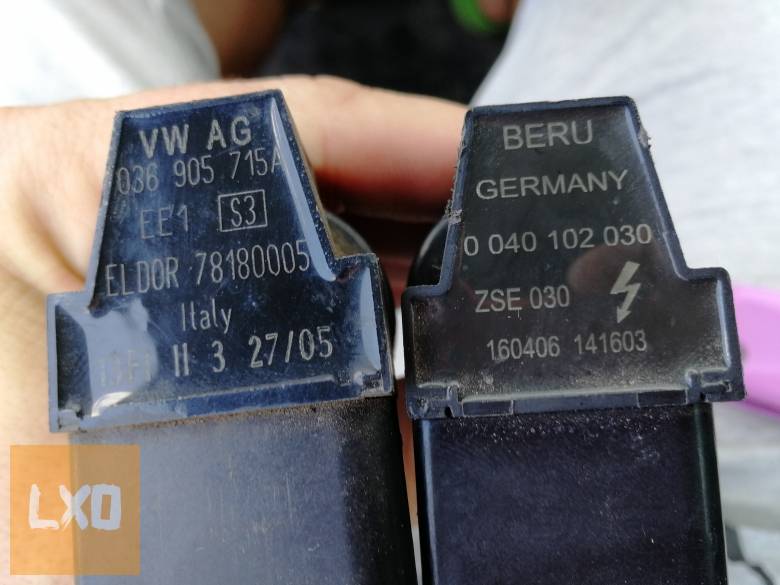 VW AG
036 905 715A
EE1 S3
ELDOR 78180005
Italy
II 3 27/05
BERU
GERMANY
0 040 102 030
ZSE 030
160406 141603
LXO